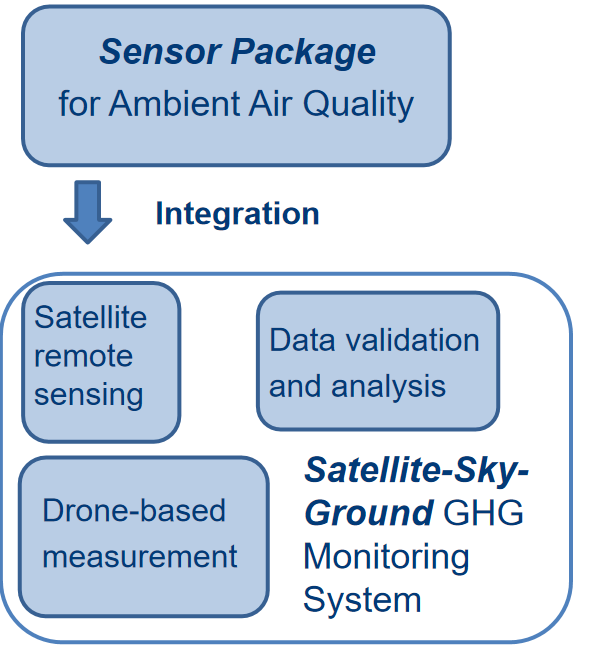 Sensor Package
for Ambient Air Quality
Integration
Satellite
remote
sensing
Data validation
and analysis
Drone-based
measurement
Satellite-Sky-
Ground GHG
Monitoring
System